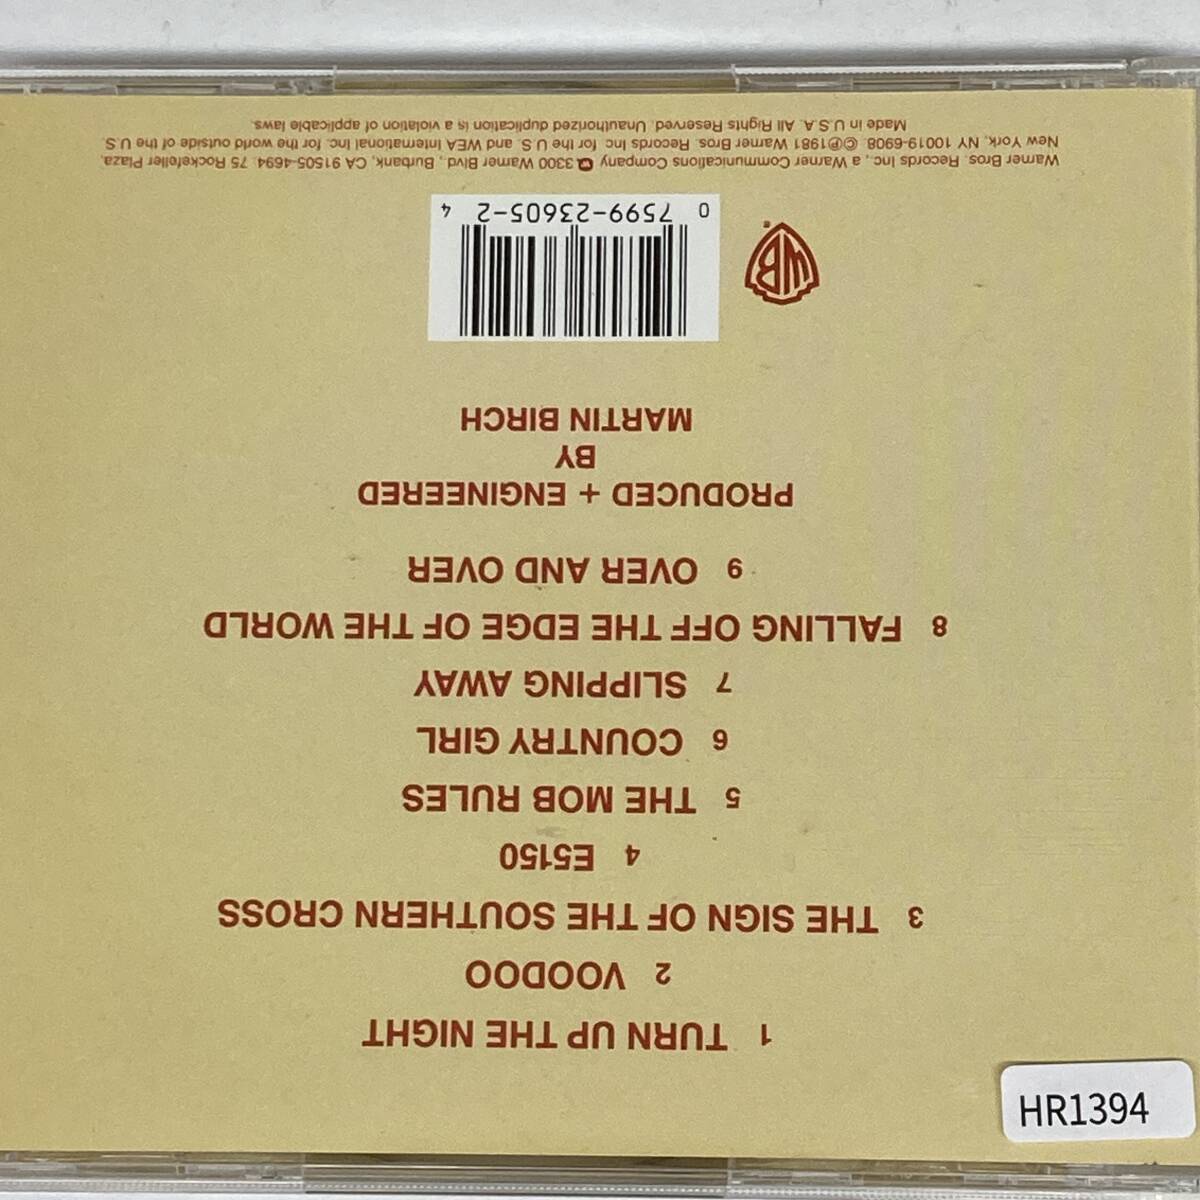 1 TURN UP THE NIGHT
2 VOODOO
3 THE SIGN OF THE SOUTHERN CROSS
4 E5150
5 THE MOB RULES
6 COUNTRY GIRL
7 SLIPPING AWAY
8 FALLING OFF THE EDGE OF THE WORLD
9 OVER AND OVER
PRODUCED + ENGINEERED
BY
MARTIN BIRCH
WB ®
0 7599-23605-2 4
Warner Bros. Records Inc., a Warner Communications Company. 3300 Warner Blvd., Burbank, CA 91505-4694. 75 Rockefeller Plaza,
New York, NY 10019-6908. ©℗1981 Warner Bros. Records Inc. for the U.S. and WEA International Inc. for the world outside of the U.S.
Made in U.S.A. All Rights Reserved. Unauthorized duplication is a violation of applicable laws.
HR1394